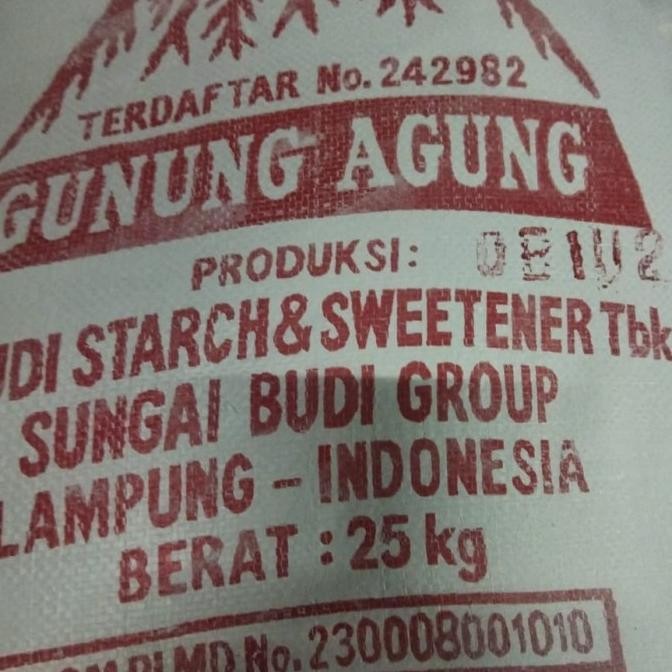 TERDAFTAR No. 242982
GUNUNG AGUNG
PRODUKSI:
UDI STARCH & SWEETENER Tbk
SUNGAI BUDI GROUP
LAMPUNG - INDONESIA
BERAT : 25 kg
MD No. 230008001010